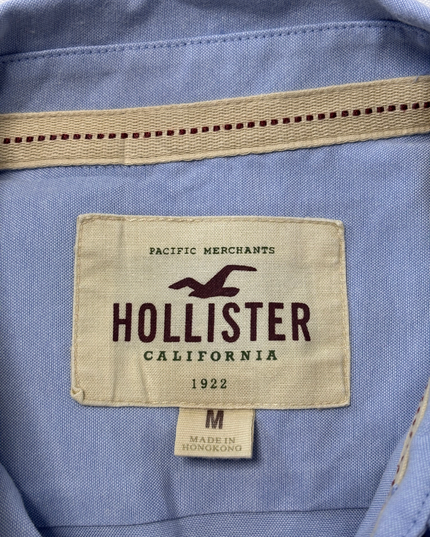 PACIFIC MERCHANTS
HOLLISTER
CALIFORNIA
1922
M
MADE IN
HONGKONG